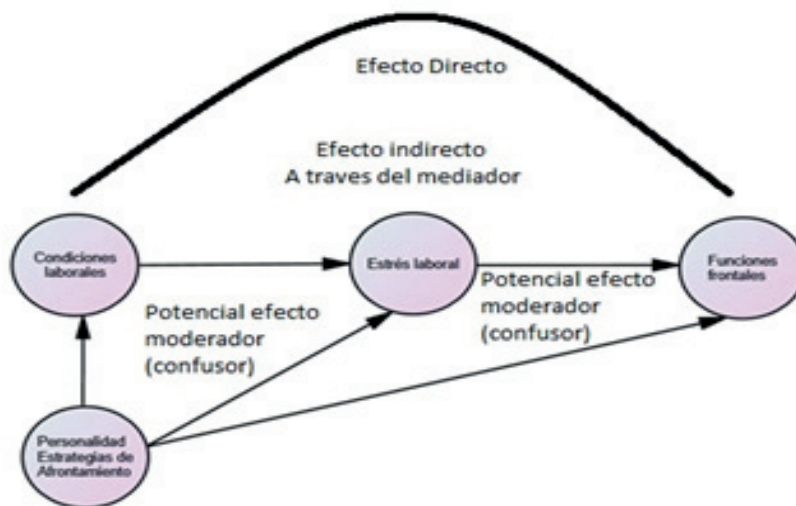 Efecto Directo
Efecto indirecto
A traves del mediador
Condiciones
laborales
Estrés laboral
Funciones
frontales
Potencial efecto
moderador
(confusor)
Potencial efecto
moderador
(confusor)
Personalidad
Estrategias de
Afrontamiento